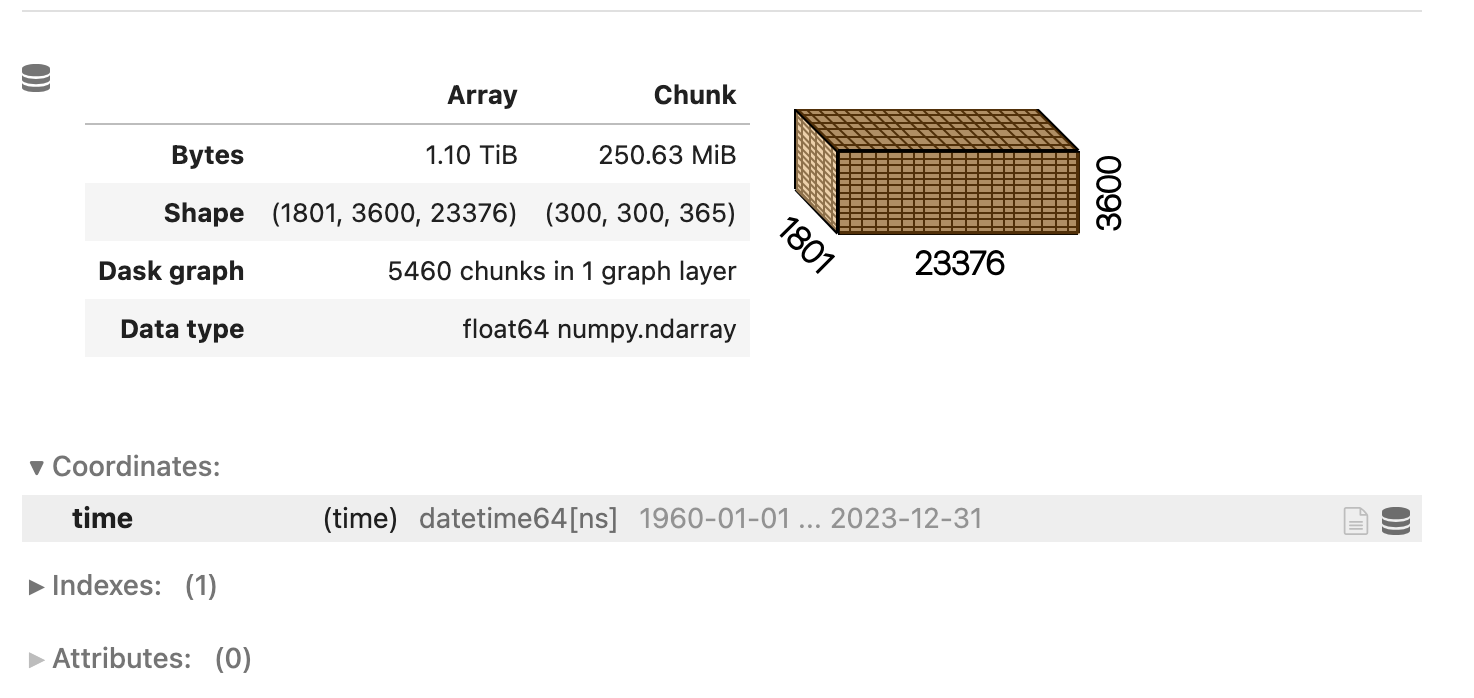 Array Chunk
Bytes 1.10 TiB 250.63 MiB
Shape (1801, 3600, 23376) (300, 300, 365)
Dask graph 5460 chunks in 1 graph layer
Data type float64 numpy.ndarray
1801
23376
3600
▼ Coordinates:
time (time) datetime64[ns] 1960-01-01 ... 2023-12-31
► Indexes: (1)
► Attributes: (0)